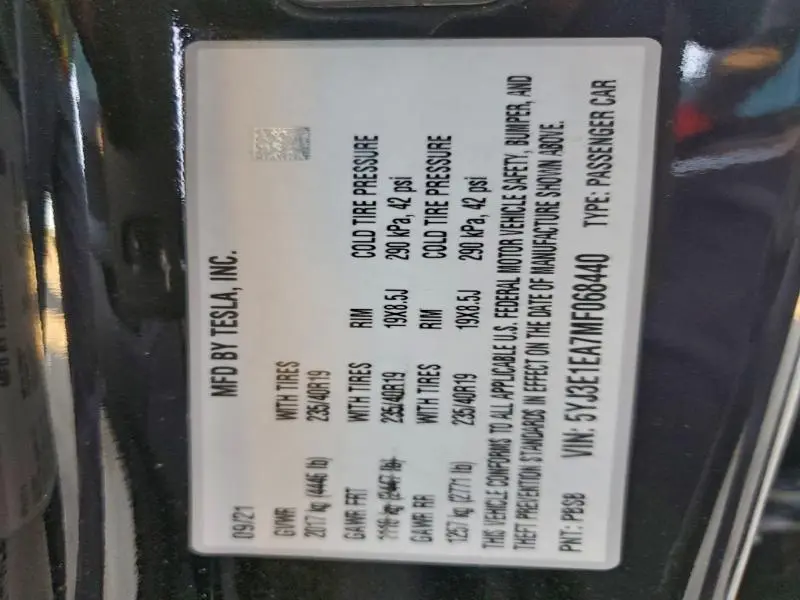 MFD BY TESLA, INC.
09/21
GVWR WITH TIRES RIM COLD TIRE PRESSURE
2017 kg (4446 lb) 235/40R19 19X8.5J 290 kPa, 42 psi
GAWR FRT WITH TIRES RIM COLD TIRE PRESSURE
235/40R19
GAWR RR WITH TIRES
1257 kg (2771 lb) 235/40R19 19X8.5J 290 kPa, 42 psi
THIS VEHICLE CONFORMS TO ALL APPLICABLE U.S. FEDERAL MOTOR VEHICLE SAFETY, BUMPER, AND
THEFT PREVENTION STANDARDS IN EFFECT ON THE DATE OF MANUFACTURE SHOWN ABOVE.
PNT: PBSB VIN: 5YJ3E1EA7MF068440 TYPE: PASSENGER CAR